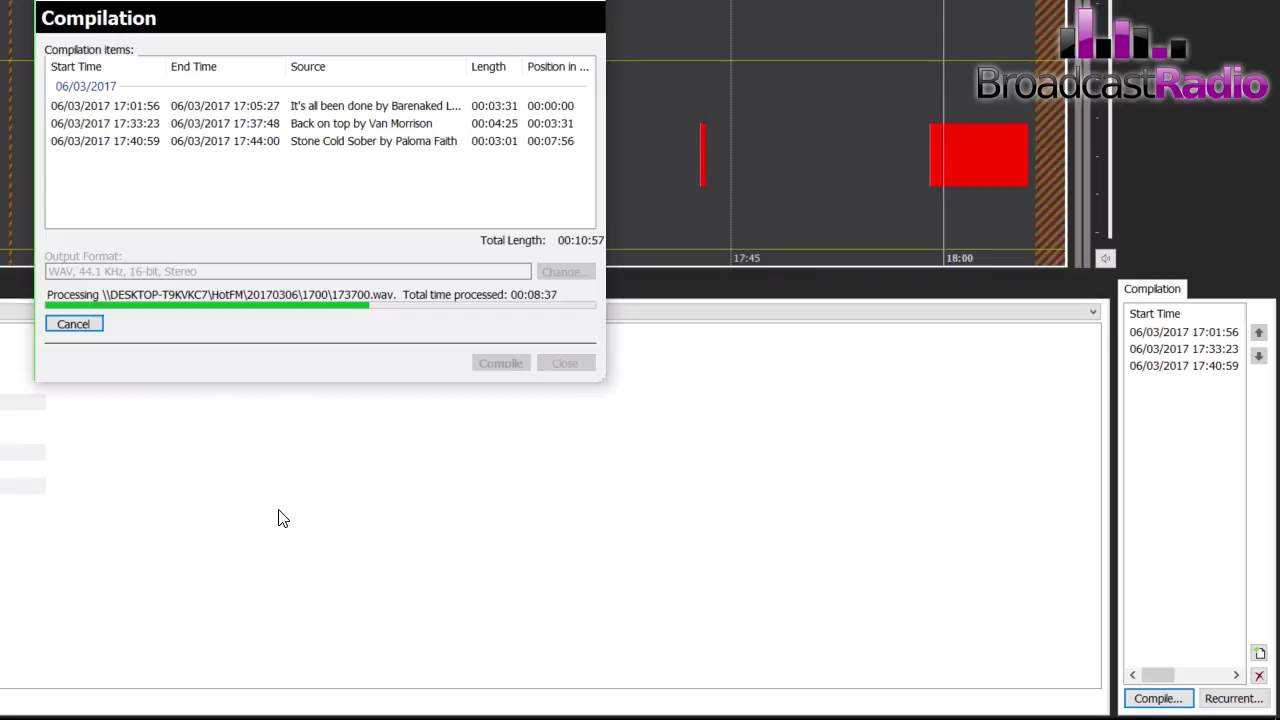 Compilation
Compilation items:
Start Time End Time Source Length Position in ...
06/03/2017
06/03/2017 17:01:56 06/03/2017 17:05:27 It's all been done by Barenaked L... 00:03:31 00:00:00
06/03/2017 17:33:23 06/03/2017 17:37:48 Back on top by Van Morrison 00:04:25 00:03:31
06/03/2017 17:40:59 06/03/2017 17:44:00 Stone Cold Sober by Paloma Faith 00:03:01 00:07:56
Total Length: 00:10:57
Output Format:
WAV, 44.1 KHz, 16-bit, Stereo Change...
Processing \\DESKTOP-T9KVKC7\HotFM\20170306\1700\173700.wav. Total time processed: 00:08:37
Cancel
Compile Close
BroadcastRadio
17:45 18:00
Compilation
Start Time
06/03/2017 17:01:56
06/03/2017 17:33:23
06/03/2017 17:40:59
Compile... Recurrent...